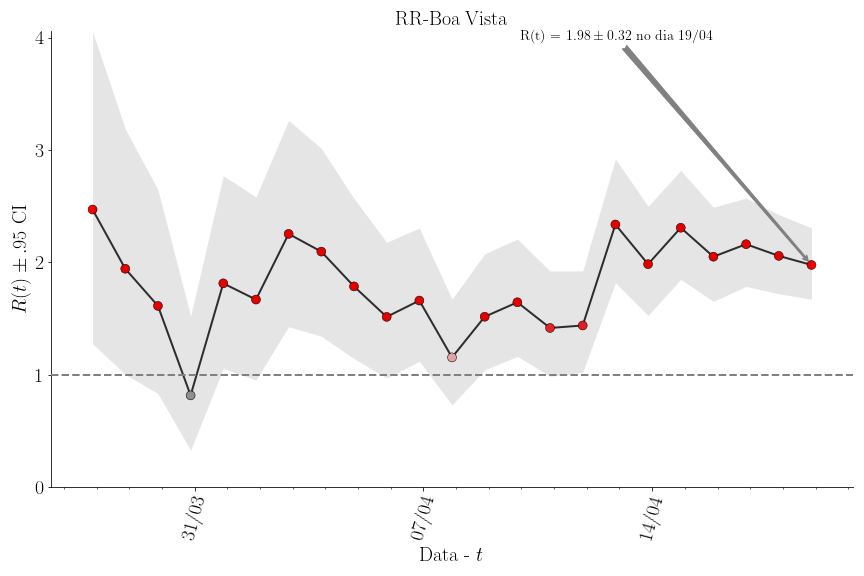 RR-Boa Vista
R(t) = 1.98 ± 0.32 no dia 19/04
4
3
2
1
0
R(t) ± .95 CI
31/03
07/04
14/04
Data - t